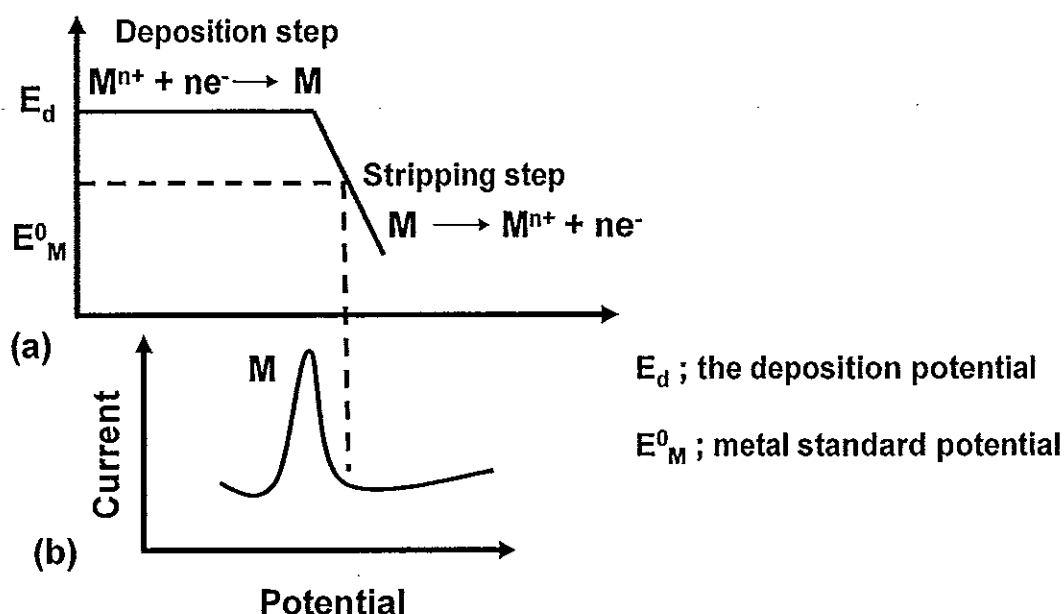 Deposition step
Mⁿ⁺ + ne⁻ → M
E_d
Stripping step
M → Mⁿ⁺ + ne⁻
E⁰_M
(a)
M
E_d ; the deposition potential
Current
E⁰_M ; metal standard potential
(b)
Potential